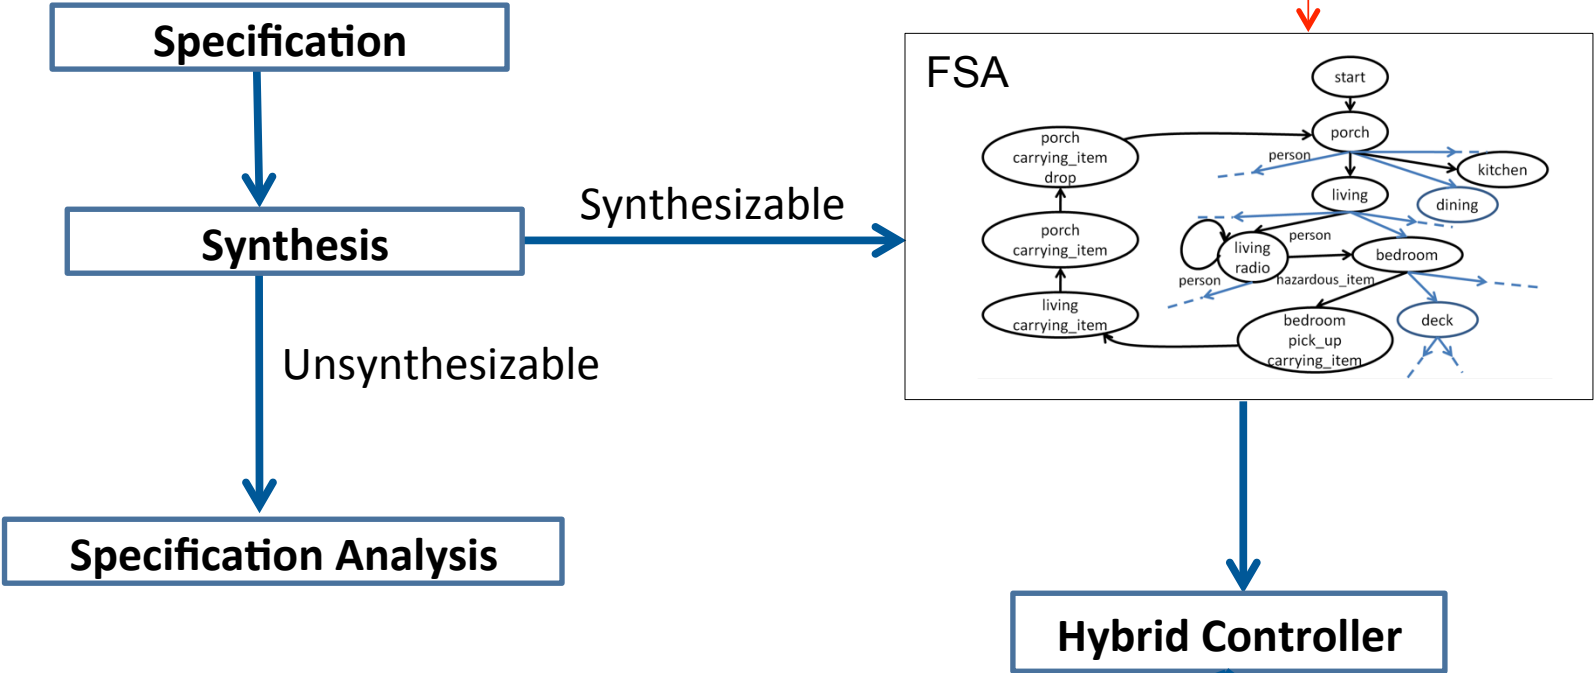 Specification
Synthesis
Synthesizable
Unsynthesizable
Specification Analysis
FSA
start
porch
person
kitchen
living
dining
person
living
radio
person
bedroom
hazardous_item
deck
bedroom
pick_up
carrying_item
living
carrying_item
porch
carrying_item
porch
carrying_item
drop
Hybrid Controller